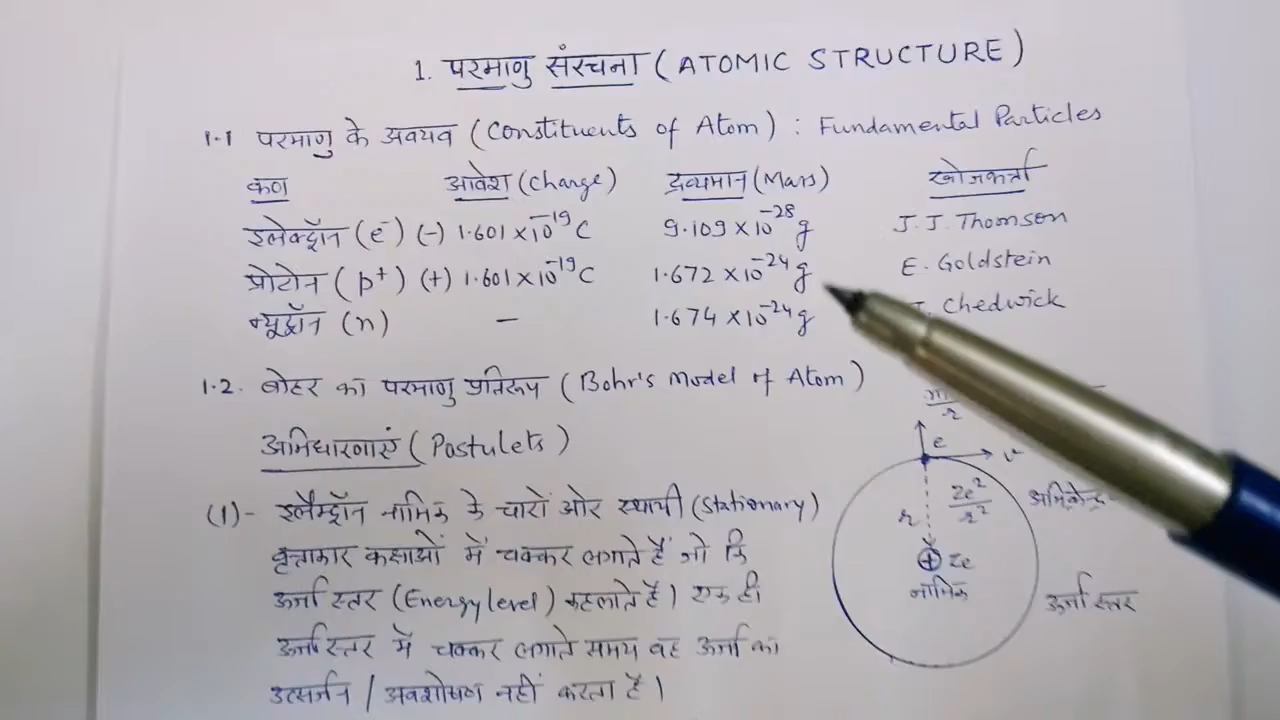 1. परमाणु संरचना (ATOMIC STRUCTURE)
1.1 परमाणु के अवयव (Constituents of Atom) : Fundamental Particles
कण आवेश (Charge) द्रव्यमान (Mass) खोजकर्ता
इलेक्ट्रॉन (e⁻) (-) 1.601 x 10⁻¹⁹ C 9.109 x 10⁻²⁸ g J. J. Thomson
प्रोटोन (p⁺) (+) 1.601 x 10⁻¹⁹ C 1.672 x 10⁻²⁴ g E. Goldstein
न्यूट्रॉन (n) — 1.674 x 10⁻²⁴ g Chedwick
1.2. बोहर का परमाणु प्रतिरूप (Bohr's Model of Atom)
अभिधारणाएं (Postulets)
(1)- इलैक्ट्रॉन नाभिक के चारों ओर स्थायी (Stationary)
वृत्ताकार कक्षाओं में चक्कर लगाते हैं जो कि
ऊर्जा स्तर (Energy level) कहलाते हैं। एक ही
ऊर्जा स्तर में चक्कर लगाते समय वह ऊर्जा का
उत्सर्जन / अवशोषण नहीं करता है।
e v
r ze²/r²
+ ze
नाभिक
ऊर्जा स्तर